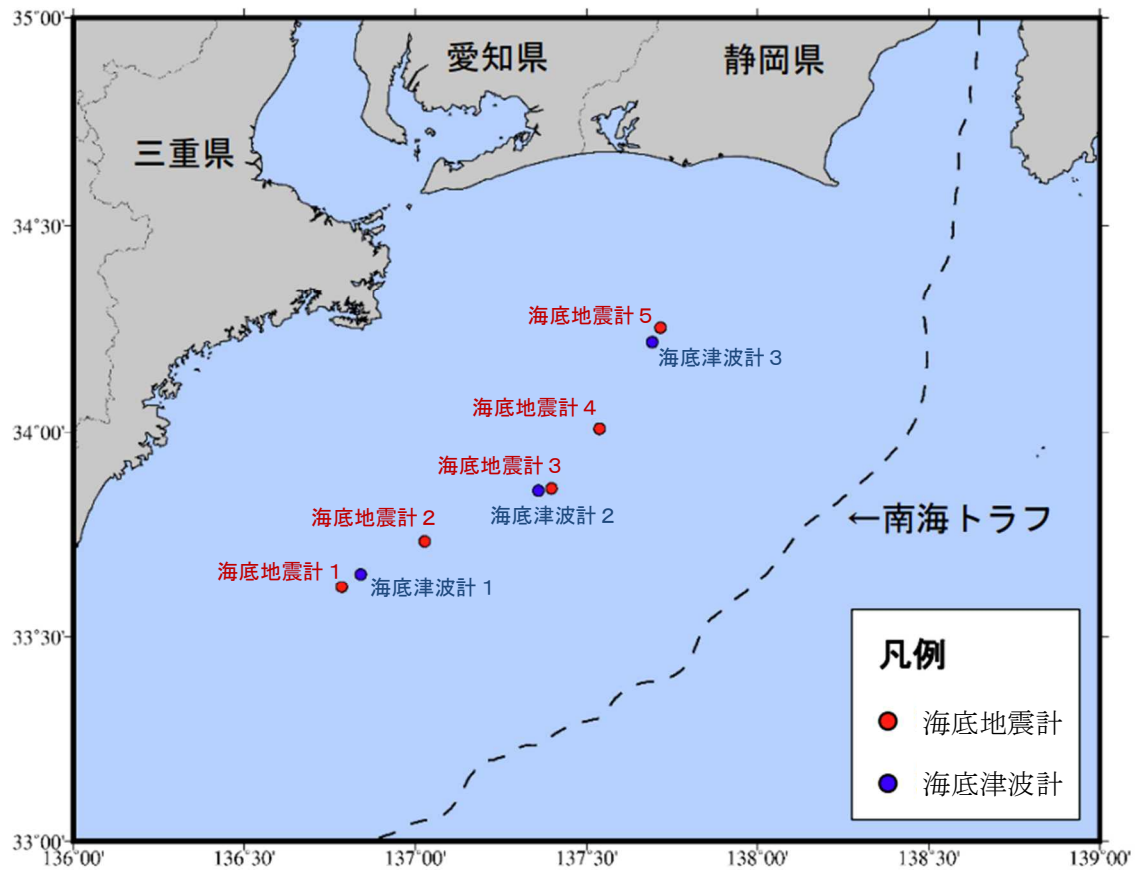 35°00'
愛知県
静岡県
三重県
34°30'
海底地震計5
海底津波計3
海底地震計4
34°00'
海底地震計3
海底津波計2
←南海トラフ
海底地震計2
海底地震計1
海底津波計1
33°30'
凡例
海底地震計
海底津波計
33°00'
136°00'
136°30'
137°00'
137°30'
138°00'
138°30'
139°00'